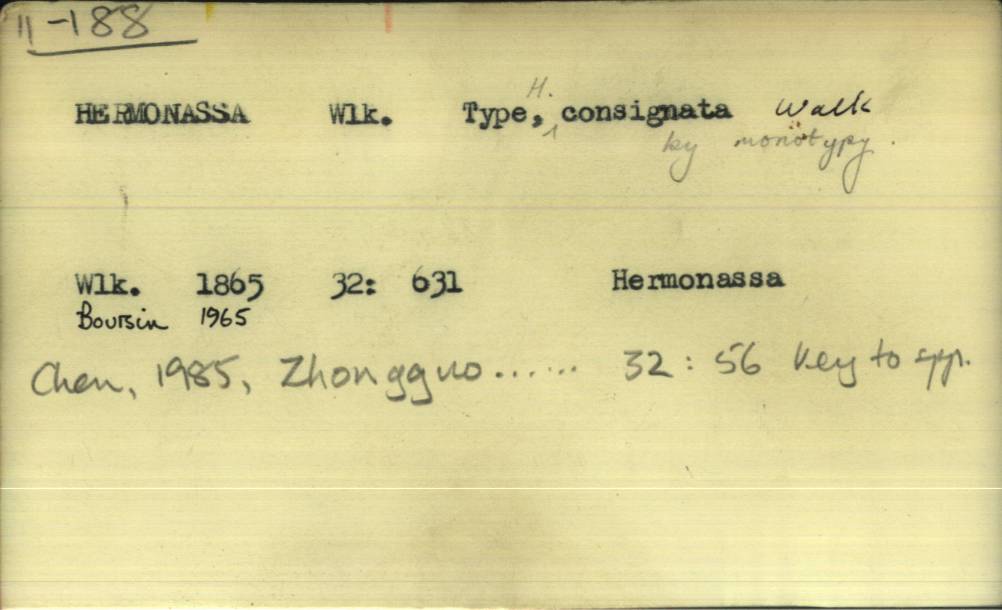 11-188
HERMONASSA Wlk. Type, H. consignata Walk
by monotypy.
Wlk. 1865 32: 631 Hermonassa
Boursin 1965
Chen, 1985, Zhongguo...... 32: 56 key to spp.